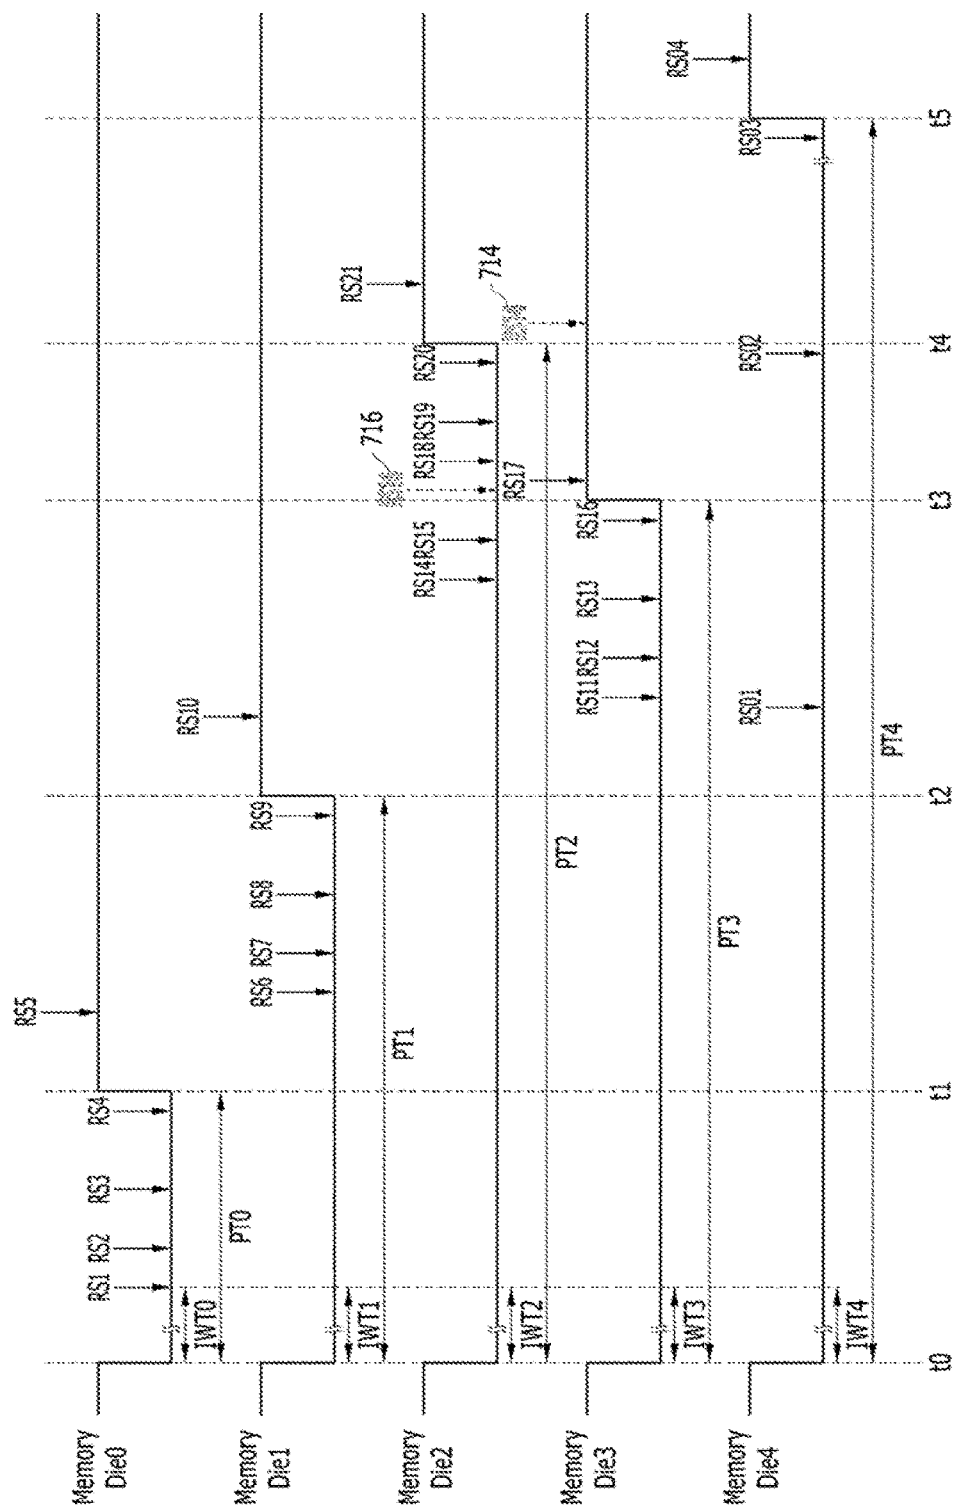 Memory
Die0
RS1
RS2
RS3
RS4
RS5
IWT0
PT0
Memory
Die1
RS6
RS7
RS8
RS9
RS10
IWT1
PT1
Memory
Die2
RS14
RS15
716
RS18
RS19
RS20
RS21
IWT2
PT2
Memory
Die3
RS11
RS12
RS13
RS16
RS17
714
IWT3
PT3
Memory
Die4
RS01
RS02
RS03
RS04
IWT4
PT4
t0
t1
t2
t3
t4
t5